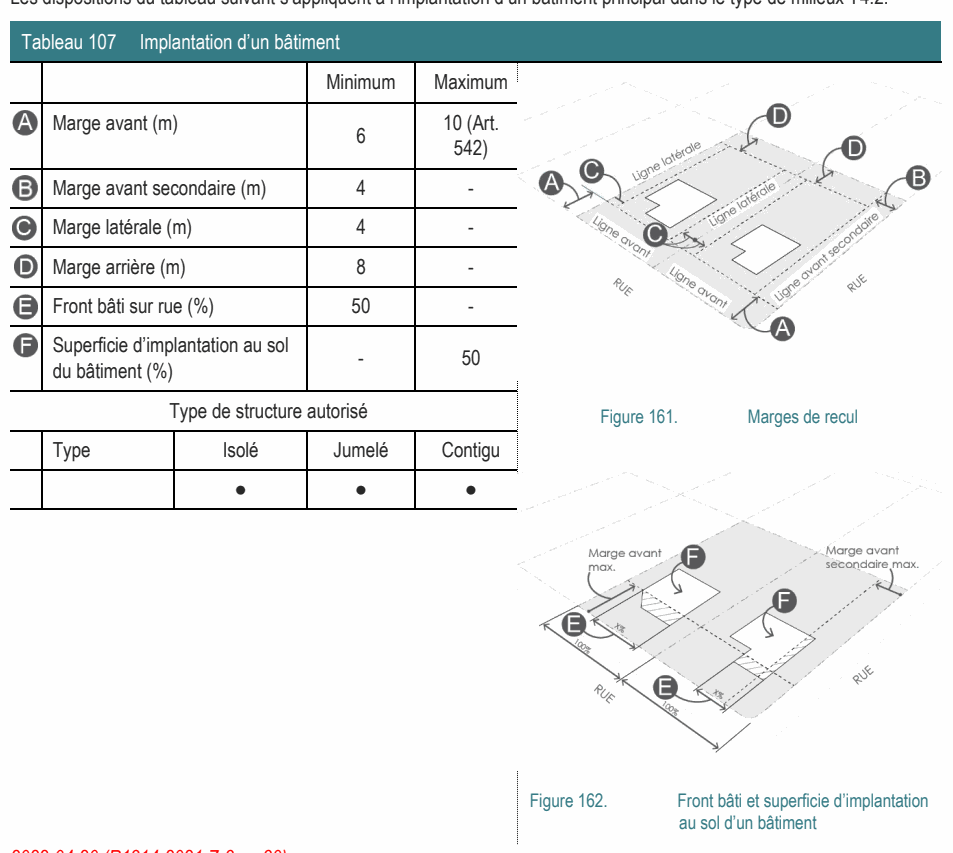 Les dispositions du tableau suivant s'appliquent à l'implantation d'un bâtiment principal dans le type de milieux T4.2.
Tableau 107 Implantation d'un bâtiment
Minimum Maximum
A Marge avant (m) 6 10 (Art. 542)
B Marge avant secondaire (m) 4 -
C Marge latérale (m) 4 -
D Marge arrière (m) 8 -
E Front bâti sur rue (%) 50 -
F Superficie d'implantation au sol
du bâtiment (%) - 50
Type de structure autorisé
Type Isolé Jumelé Contigu
● ● ●
D
D
A C B
Ligne latérale
Ligne latérale
C
Ligne avant
Ligne avant
Ligne avant secondaire
RUE
RUE
A
Figure 161. Marges de recul
Marge avant
max.
F
Marge avant
secondaire max.
F
E
X%
100%
E
X%
100%
RUE
RUE
Figure 162. Front bâti et superficie d'implantation
au sol d'un bâtiment